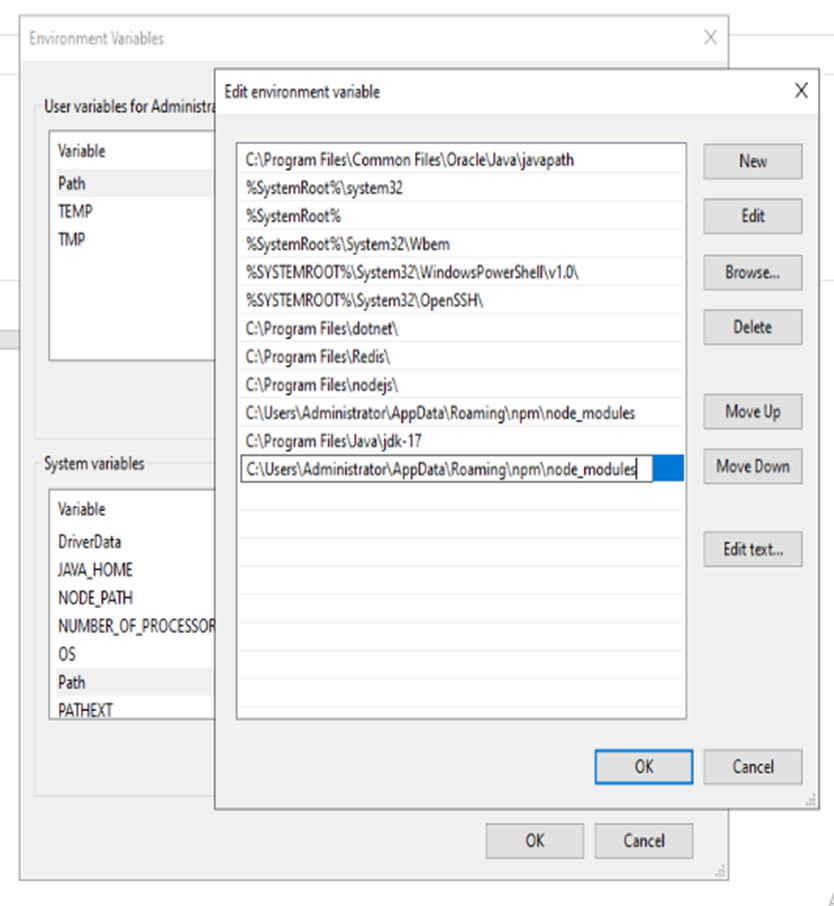 Environment Variables
X
Edit environment variable
X
User variables for Administra
Variable
Path
TEMP
TMP
System variables
Variable
DriverData
JAVA_HOME
NODE_PATH
NUMBER_OF_PROCESSOR
OS
Path
PATHEXT
C:\Program Files\Common Files\Oracle\Java\javapath
%SystemRoot%\system32
%SystemRoot%
%SystemRoot%\System32\Wbem
%SYSTEMROOT%\System32\WindowsPowerShell\v1.0\
%SYSTEMROOT%\System32\OpenSSH\
C:\Program Files\dotnet\
C:\Program Files\Redis\
C:\Program Files\nodejs\
C:\Users\Administrator\AppData\Roaming\npm\node_modules
C:\Program Files\Java\jdk-17
C:\Users\Administrator\AppData\Roaming\npm\node_modules
New
Edit
Browse...
Delete
Move Up
Move Down
Edit text...
OK
Cancel
OK
Cancel